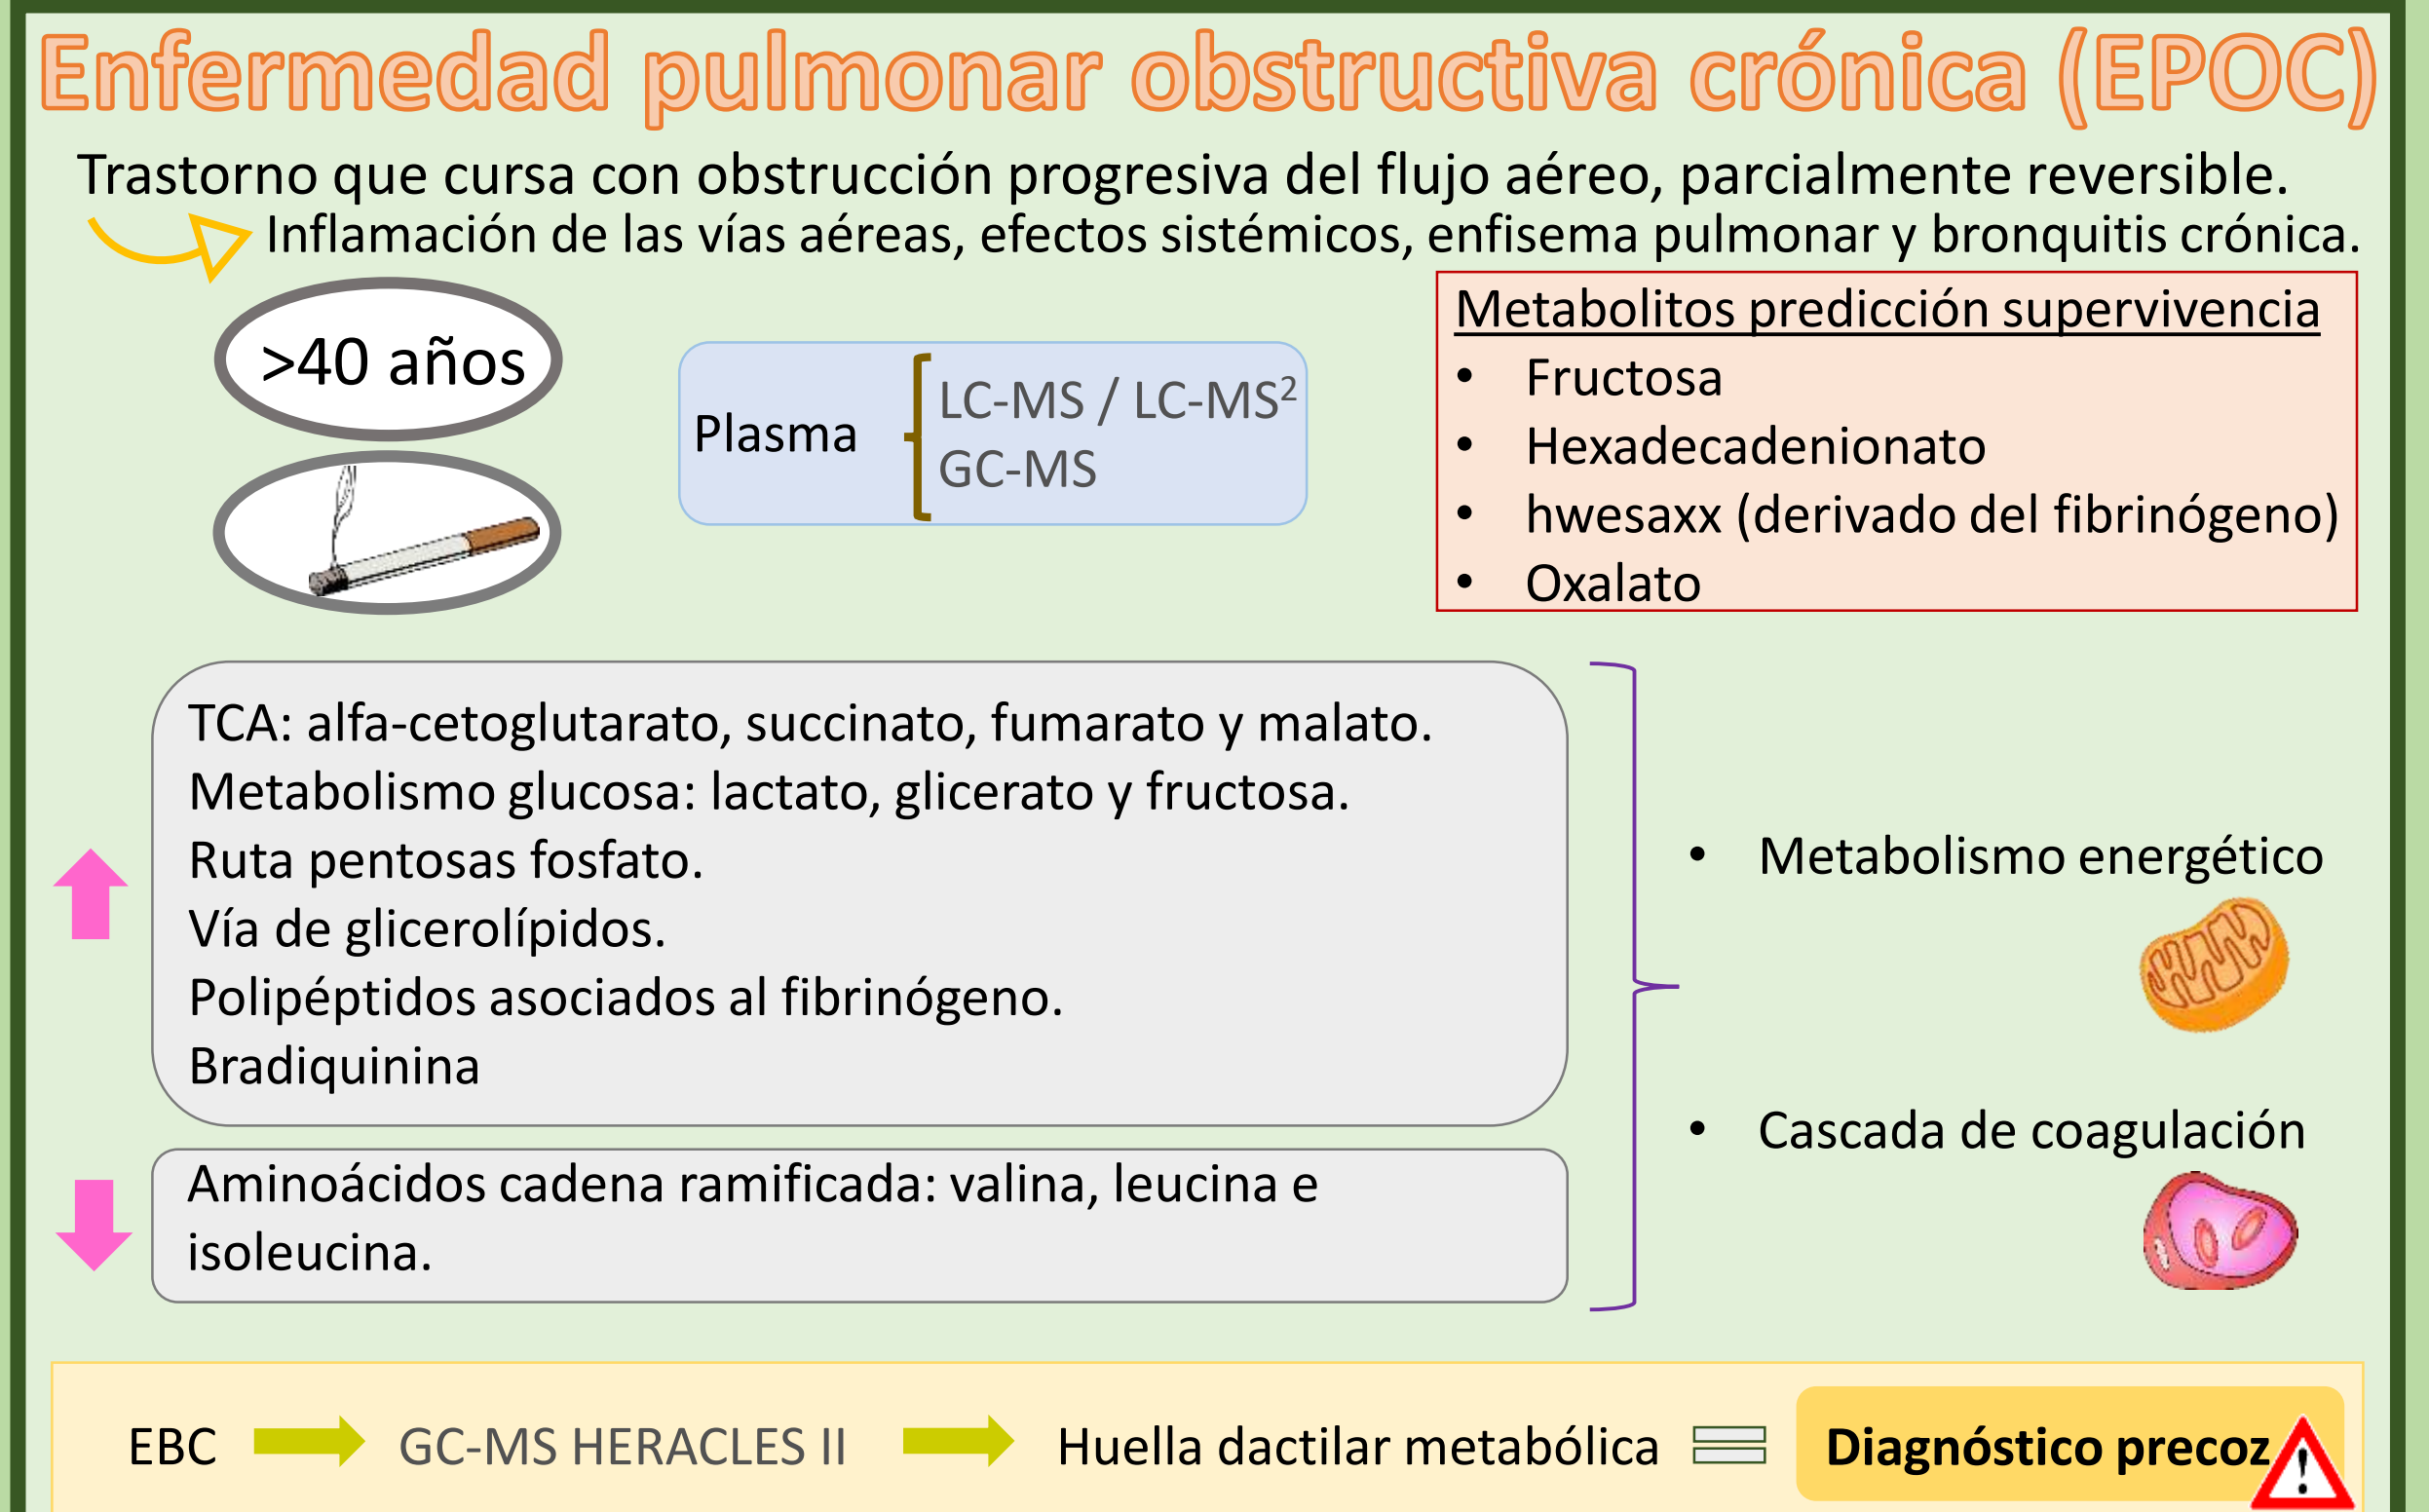 Enfermedad pulmonar obstructiva crónica (EPOC)
Trastorno que cursa con obstrucción progresiva del flujo aéreo, parcialmente reversible.
Inflamación de las vías aéreas, efectos sistémicos, enfisema pulmonar y bronquitis crónica.
>40 años
Plasma
LC-MS / LC-MS²
GC-MS
Metabolitos predicción supervivencia
• Fructosa
• Hexadecadenionato
• hwesaxx (derivado del fibrinógeno)
• Oxalato
TCA: alfa-cetoglutarato, succinato, fumarato y malato.
Metabolismo glucosa: lactato, glicerato y fructosa.
Ruta pentosas fosfato.
Vía de glicerolípidos.
Polipéptidos asociados al fibrinógeno.
Bradiquinina
Aminoácidos cadena ramificada: valina, leucina e
isoleucina.
• Metabolismo energético
• Cascada de coagulación
EBC
GC-MS HERACLES II
Huella dactilar metabólica
Diagnóstico precoz
!